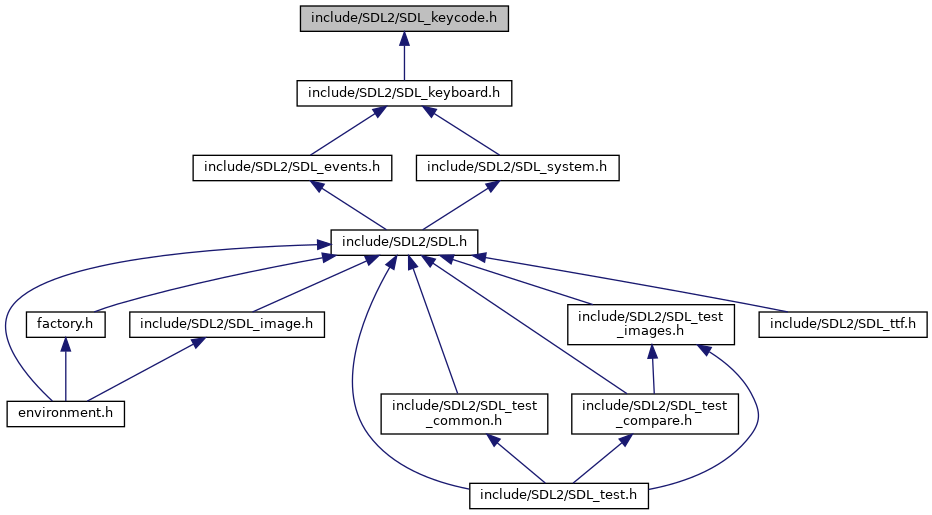 include/SDL2/SDL_keycode.h
include/SDL2/SDL_keyboard.h
include/SDL2/SDL_events.h
include/SDL2/SDL_system.h
include/SDL2/SDL.h
factory.h
include/SDL2/SDL_image.h
include/SDL2/SDL_test
_images.h
include/SDL2/SDL_ttf.h
environment.h
include/SDL2/SDL_test
_common.h
include/SDL2/SDL_test
_compare.h
include/SDL2/SDL_test.h